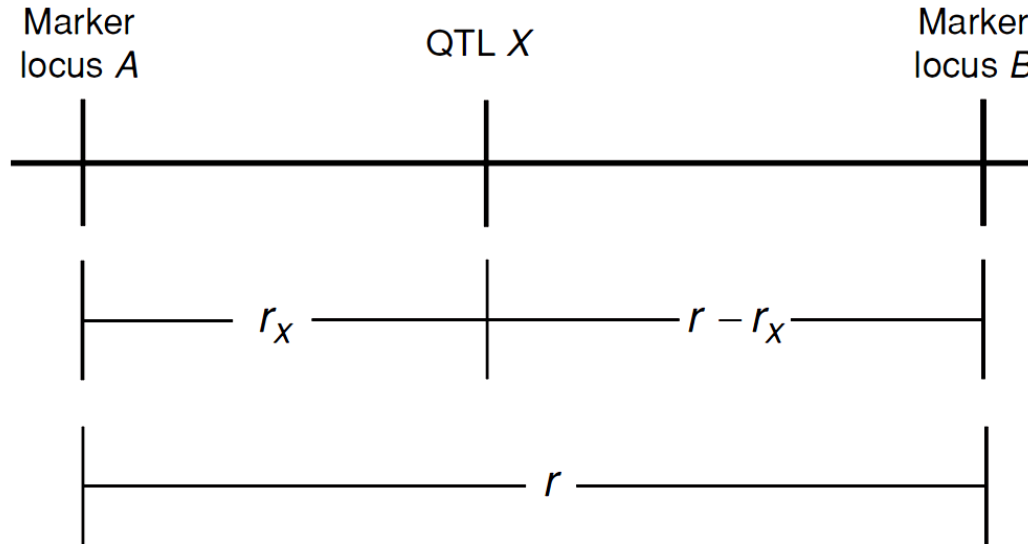 Marker
locus A
QTL X
Marker
locus B
r_X
r – r_X
r